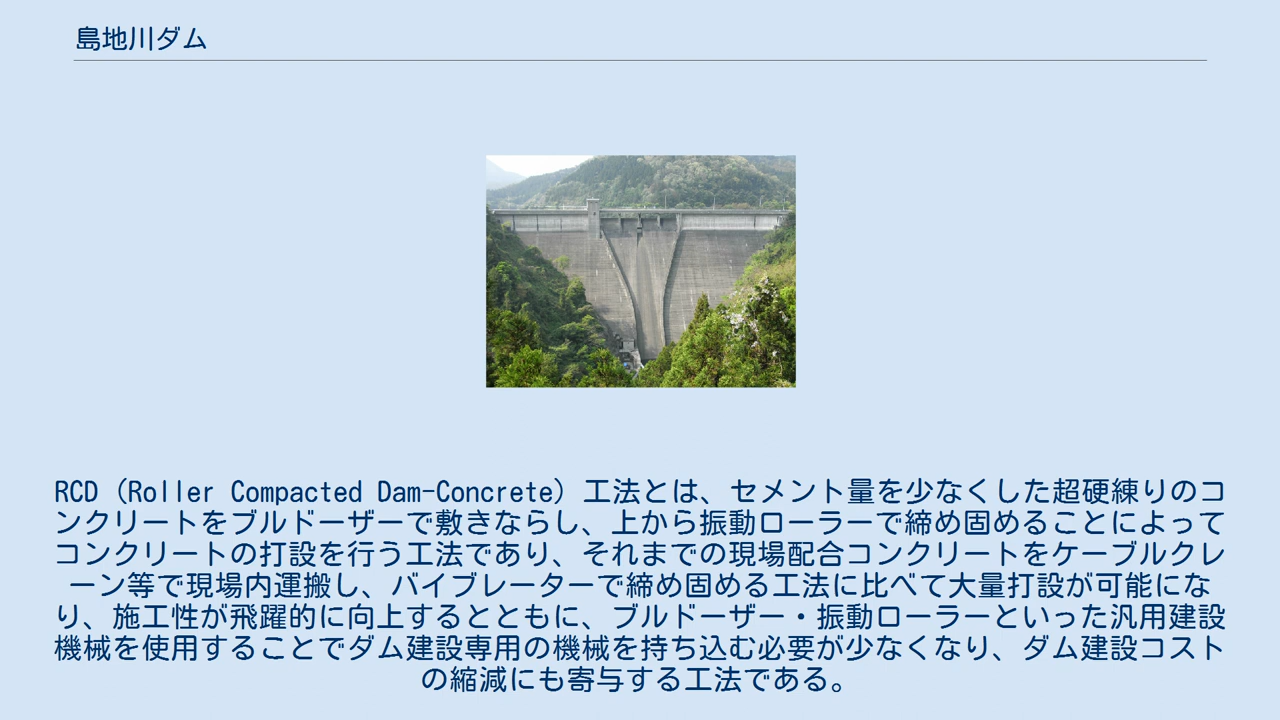 島地川ダム
RCD（Roller Compacted Dam-Concrete）工法とは、セメント量を少なくした超硬練りのコ
ンクリートをブルドーザーで敷きならし、上から振動ローラーで締め固めることによって
コンクリートの打設を行う工法であり、それまでの現場配合コンクリートをケーブルクレ
ーン等で現場内運搬し、バイブレーターで締め固める工法に比べて大量打設が可能にな
り、施工性が飛躍的に向上するとともに、ブルドーザー・振動ローラーといった汎用建設
機械を使用することでダム建設専用の機械を持ち込む必要が少なくなり、ダム建設コスト
の縮減にも寄与する工法である。